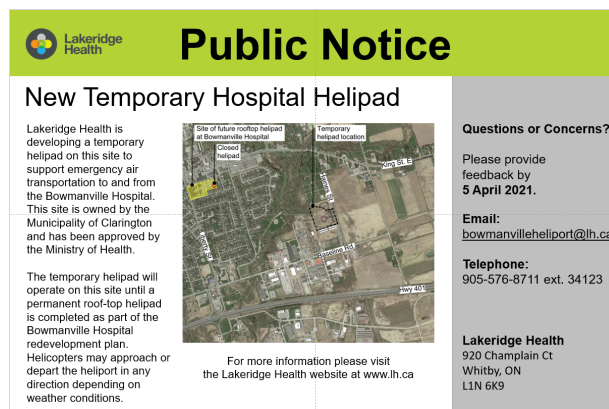 Lakeridge
Health
Public Notice
New Temporary Hospital Helipad
Lakeridge Health is
developing a temporary
helipad on this site to
support emergency air
transportation to and from
the Bowmanville Hospital.
This site is owned by the
Municipality of Clarington
and has been approved by
the Ministry of Health.
The temporary helipad will
operate on this site until a
permanent roof-top helipad
is completed as part of the
Bowmanville Hospital
redevelopment plan.
Helicopters may approach or
depart the heliport in any
direction depending on
weather conditions.
Site of future rooftop helipad
at Bowmanville Hospital
Closed
helipad
Temporary
helipad location
King St. E
Baseline Rd
Hwy 401
For more information please visit
the Lakeridge Health website at www.lh.ca
Questions or Concerns?
Please provide
feedback by
5 April 2021.
Email:
bowmanvilleheliport@lh.ca
Telephone:
905-576-8711 ext. 34123
Lakeridge Health
920 Champlain Ct
Whitby, ON
L1N 6K9